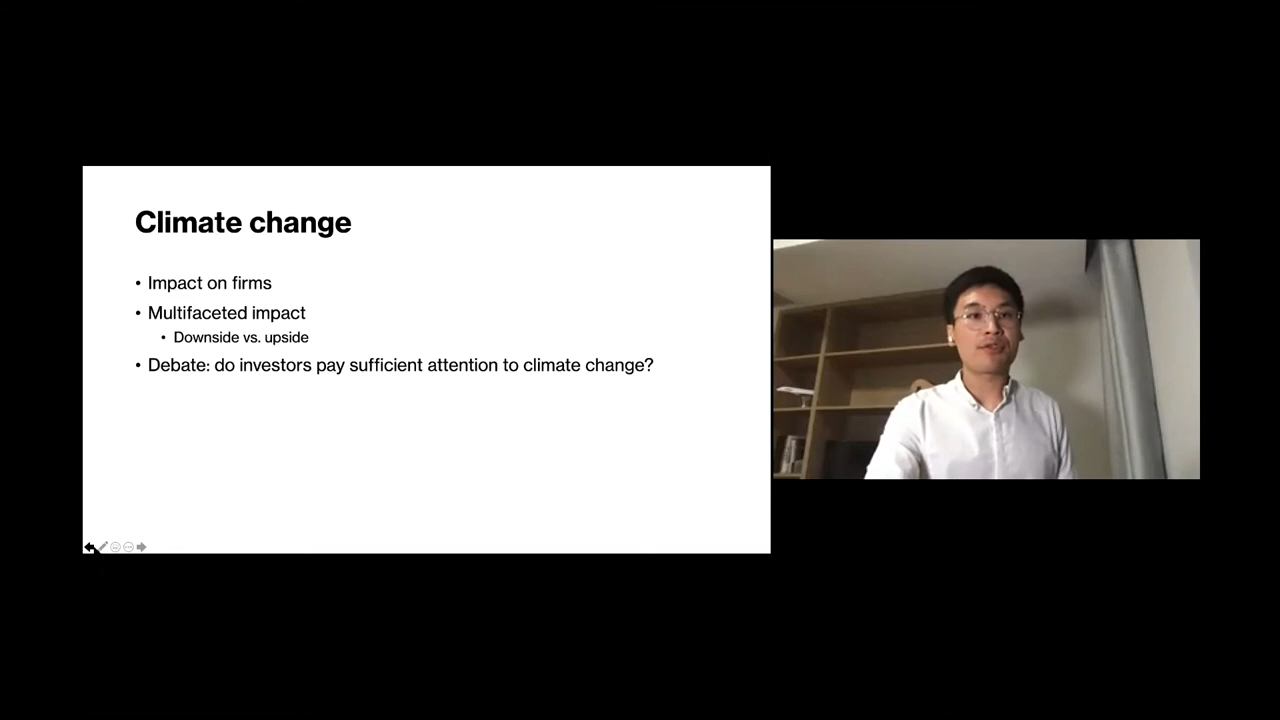 Climate change
• Impact on firms
• Multifaceted impact
• Downside vs. upside
• Debate: do investors pay sufficient attention to climate change?